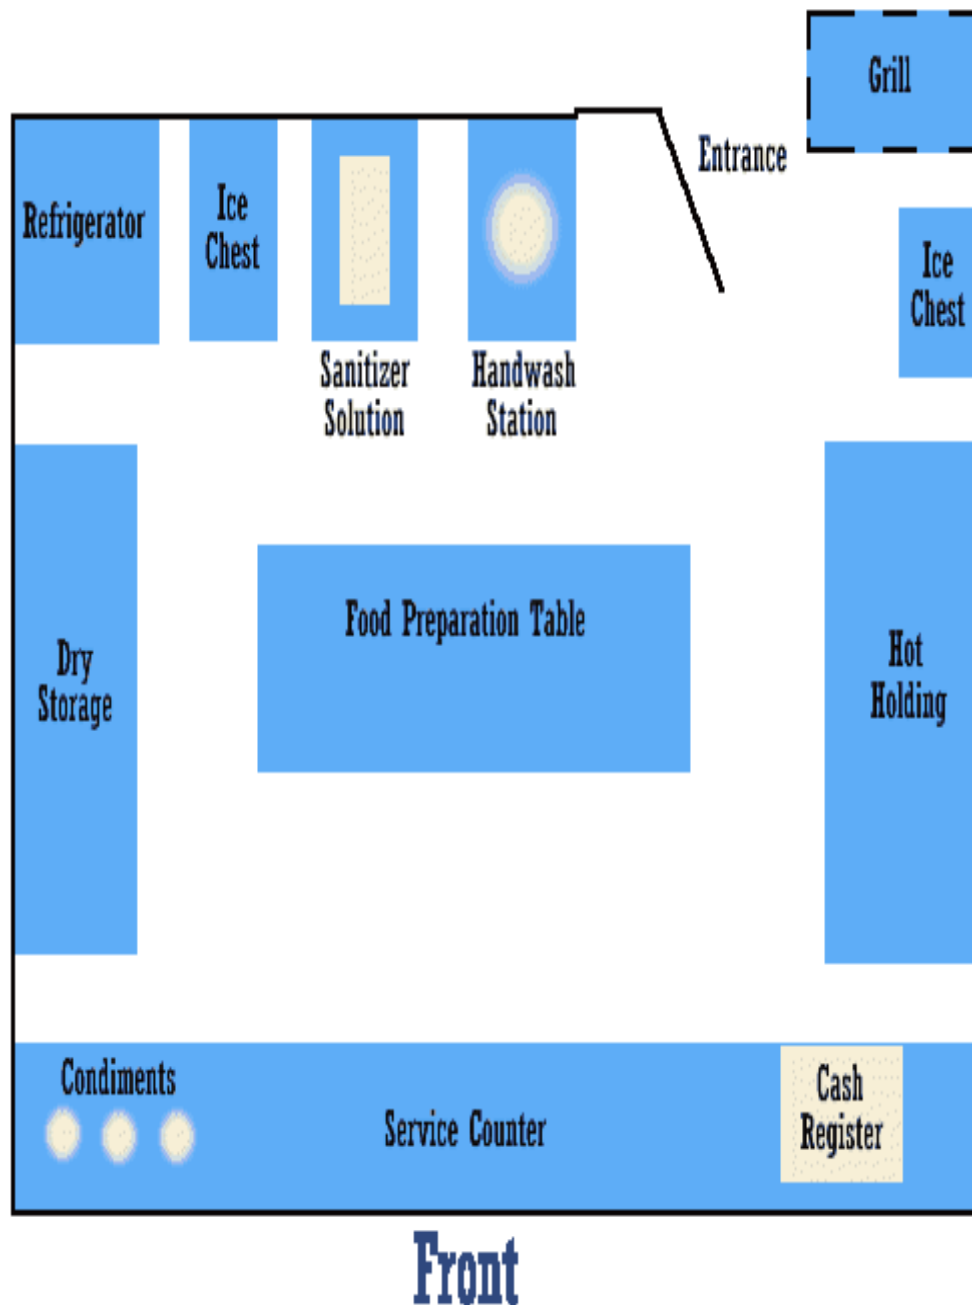 Grill
Entrance
Refrigerator
Ice
Chest
Ice
Chest
Sanitizer
Solution
Handwash
Station
Food Preparation Table
Dry
Storage
Hot
Holding
Condiments
Service Counter
Cash
Register
Front